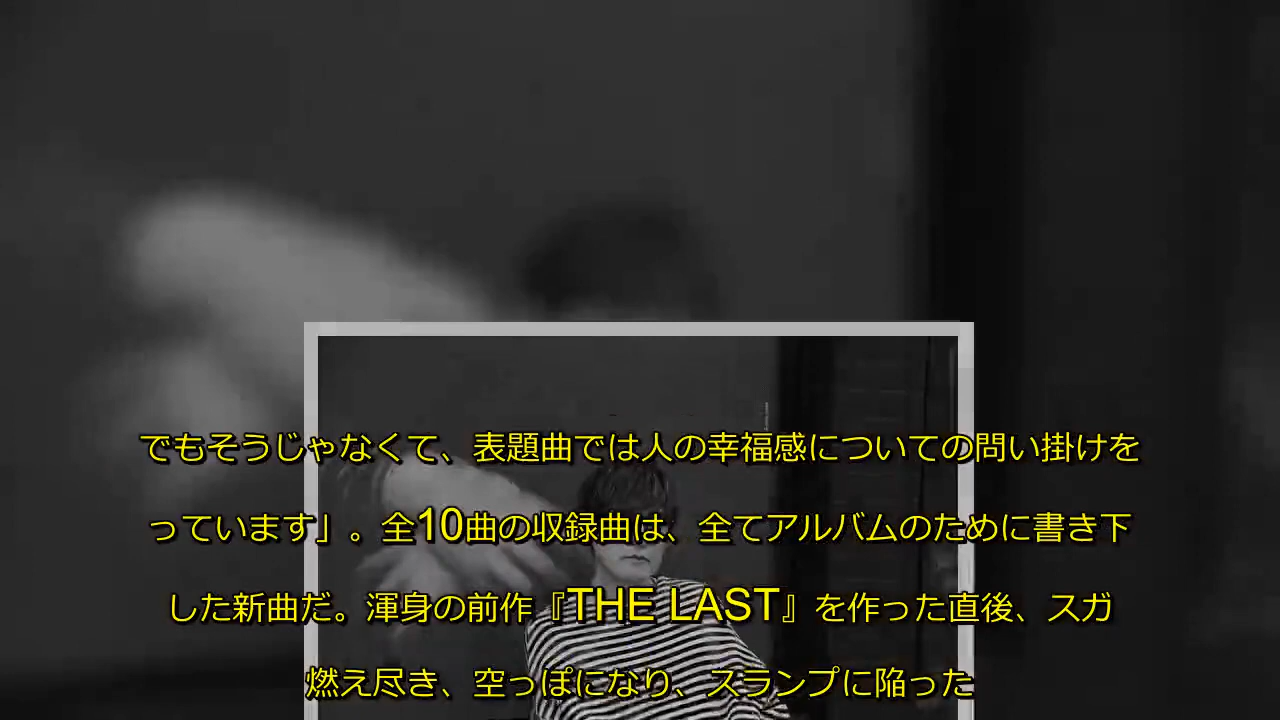 でもそうじゃなくて、表題曲では人の幸福感についての問い掛けを
っています」。全10曲の収録曲は、全てアルバムのために書き下
した新曲だ。渾身の前作『THE LAST』を作った直後、スガ
燃え尽き、空っぽになり、スランプに陥った